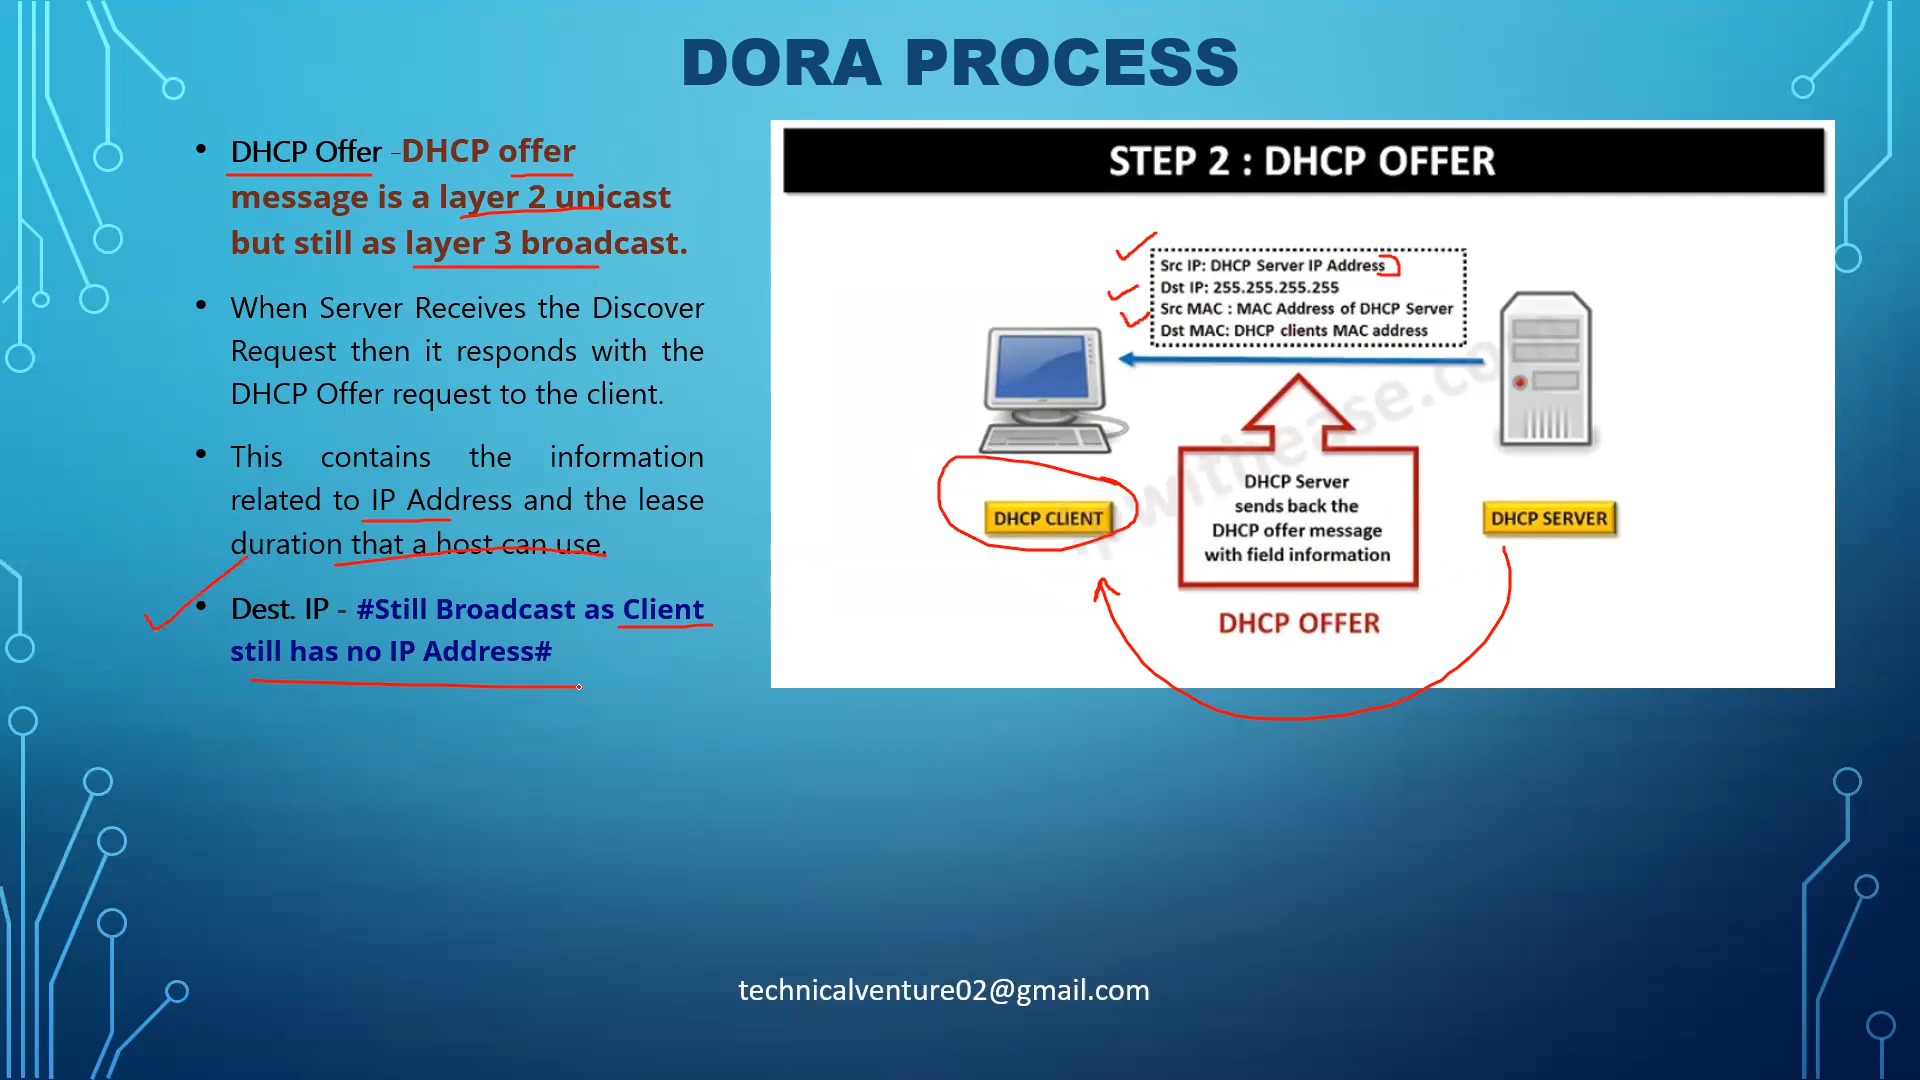 DORA PROCESS
• DHCP Offer -DHCP offer
message is a layer 2 unicast
but still as layer 3 broadcast.
• When Server Receives the Discover
Request then it responds with the
DHCP Offer request to the client.
• This contains the information
related to IP Address and the lease
duration that a host can use.
• Dest. IP - #Still Broadcast as Client
still has no IP Address#
STEP 2 : DHCP OFFER
Src IP: DHCP Server IP Address
Dst IP: 255.255.255.255
Src MAC : MAC Address of DHCP Server
Dst MAC: DHCP clients MAC address
DHCP CLIENT
DHCP Server
sends back the
DHCP offer message
with field information
DHCP SERVER
DHCP OFFER
technicalventure02@gmail.com